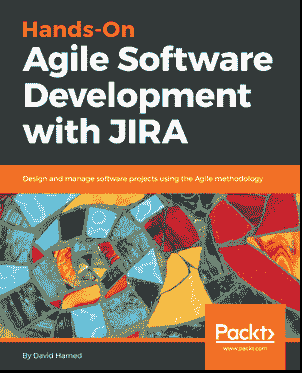 Hands-On
Agile Software
Development
with JIRA
Design and manage software projects using the Agile methodology
Packt>
www.packt.com
By David Harned